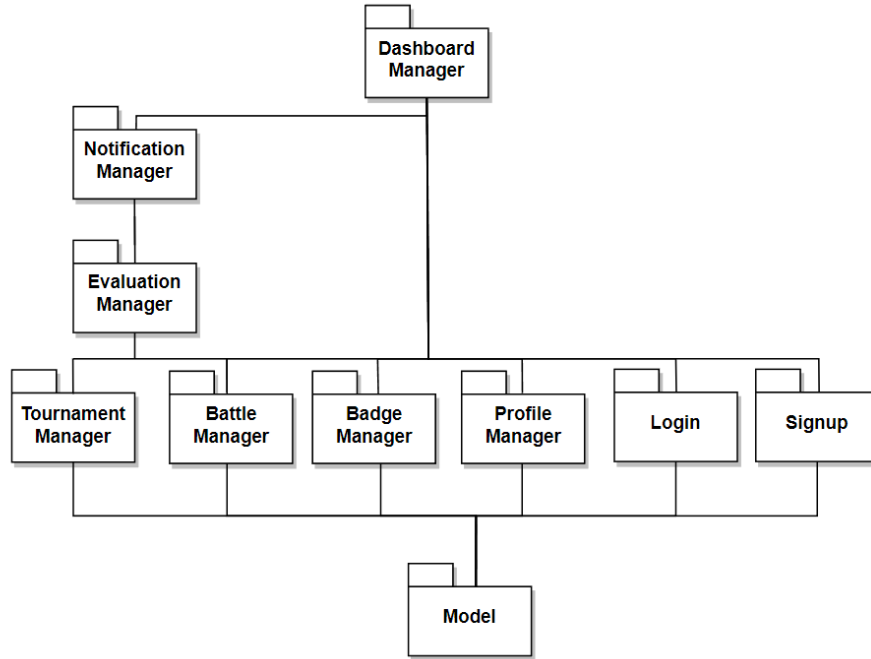 Dashboard
Manager
Notification
Manager
Evaluation
Manager
Tournament
Manager
Battle
Manager
Badge
Manager
Profile
Manager
Login
Signup
Model